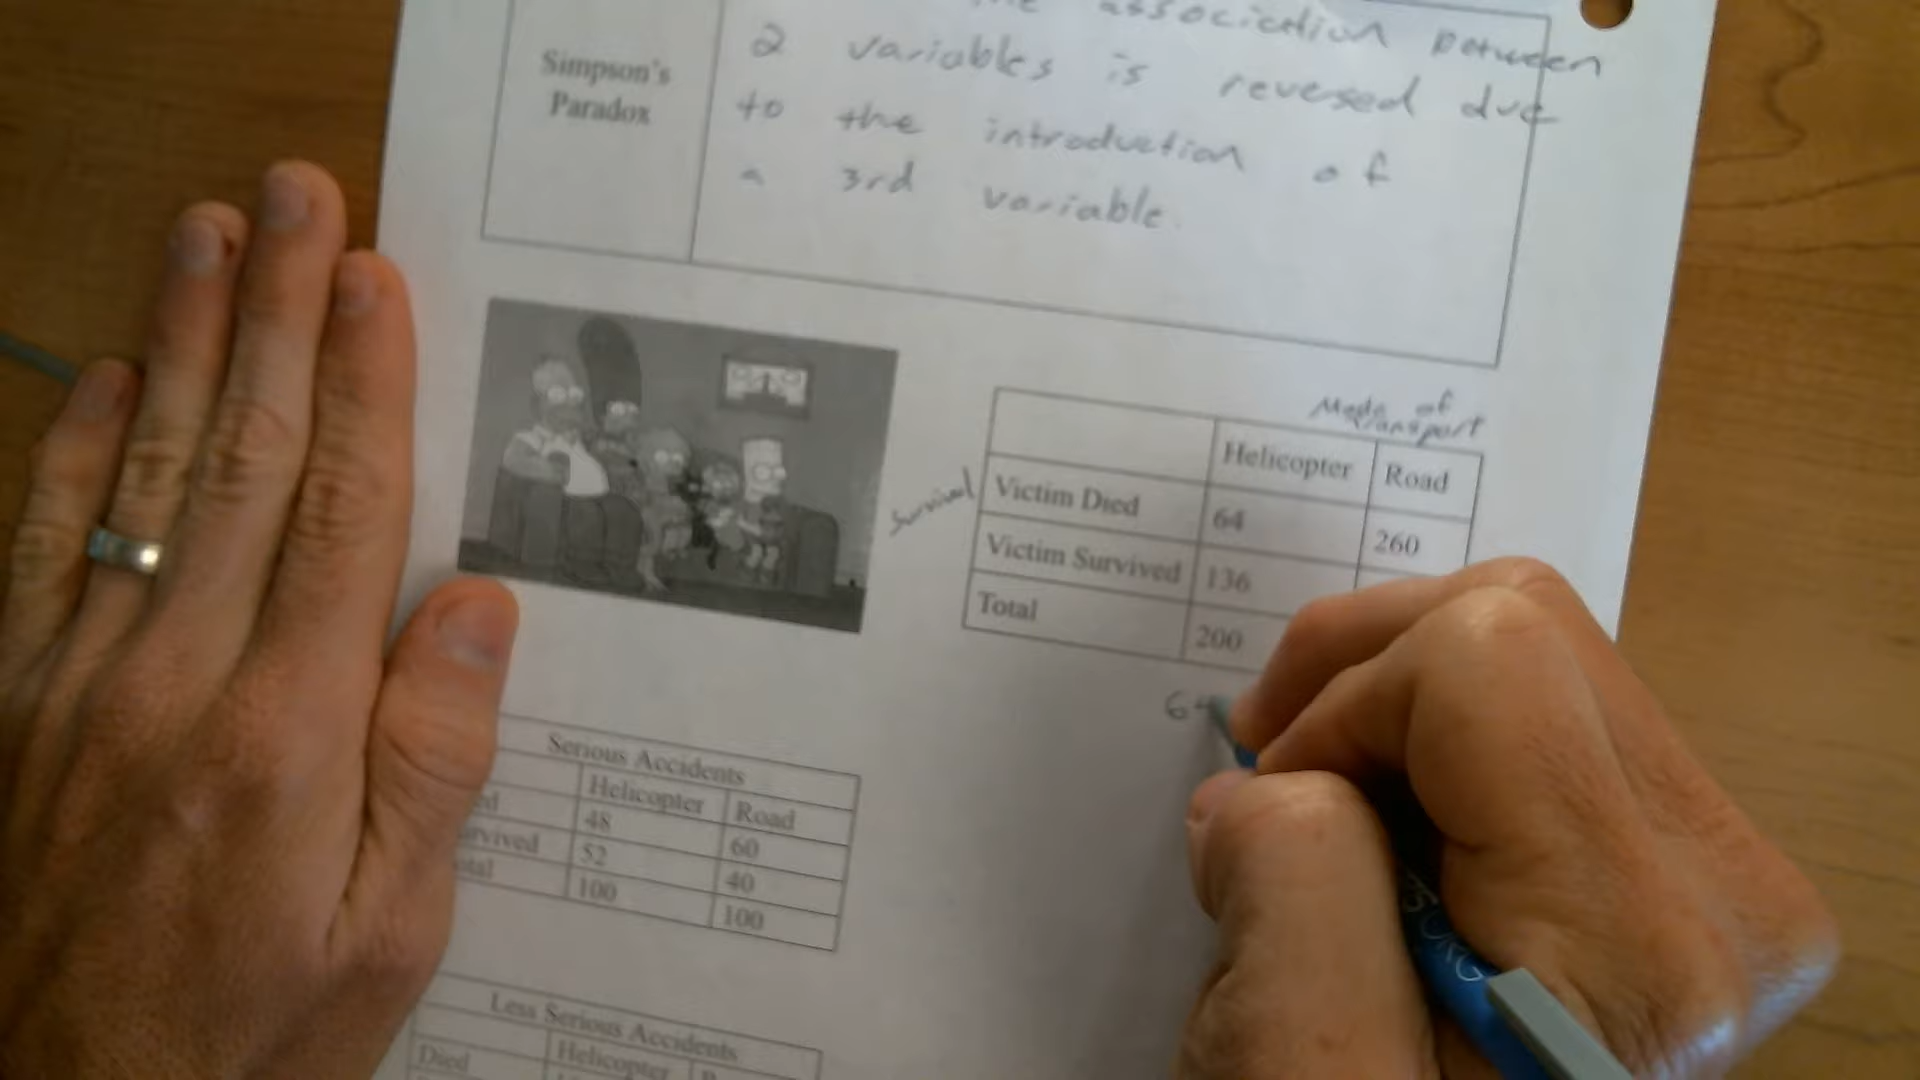 association between
2 variables is reversed due
to the introduction of
a 3rd variable.
Simpson's
Paradox
Mode of
transport
Helicopter Road
Survival
Victim Died 64 260
Victim Survived 136
Total 200
64
Serious Accidents
Helicopter Road
48 60
52 40
100 100
Less Serious Accidents
Helicopter
Died